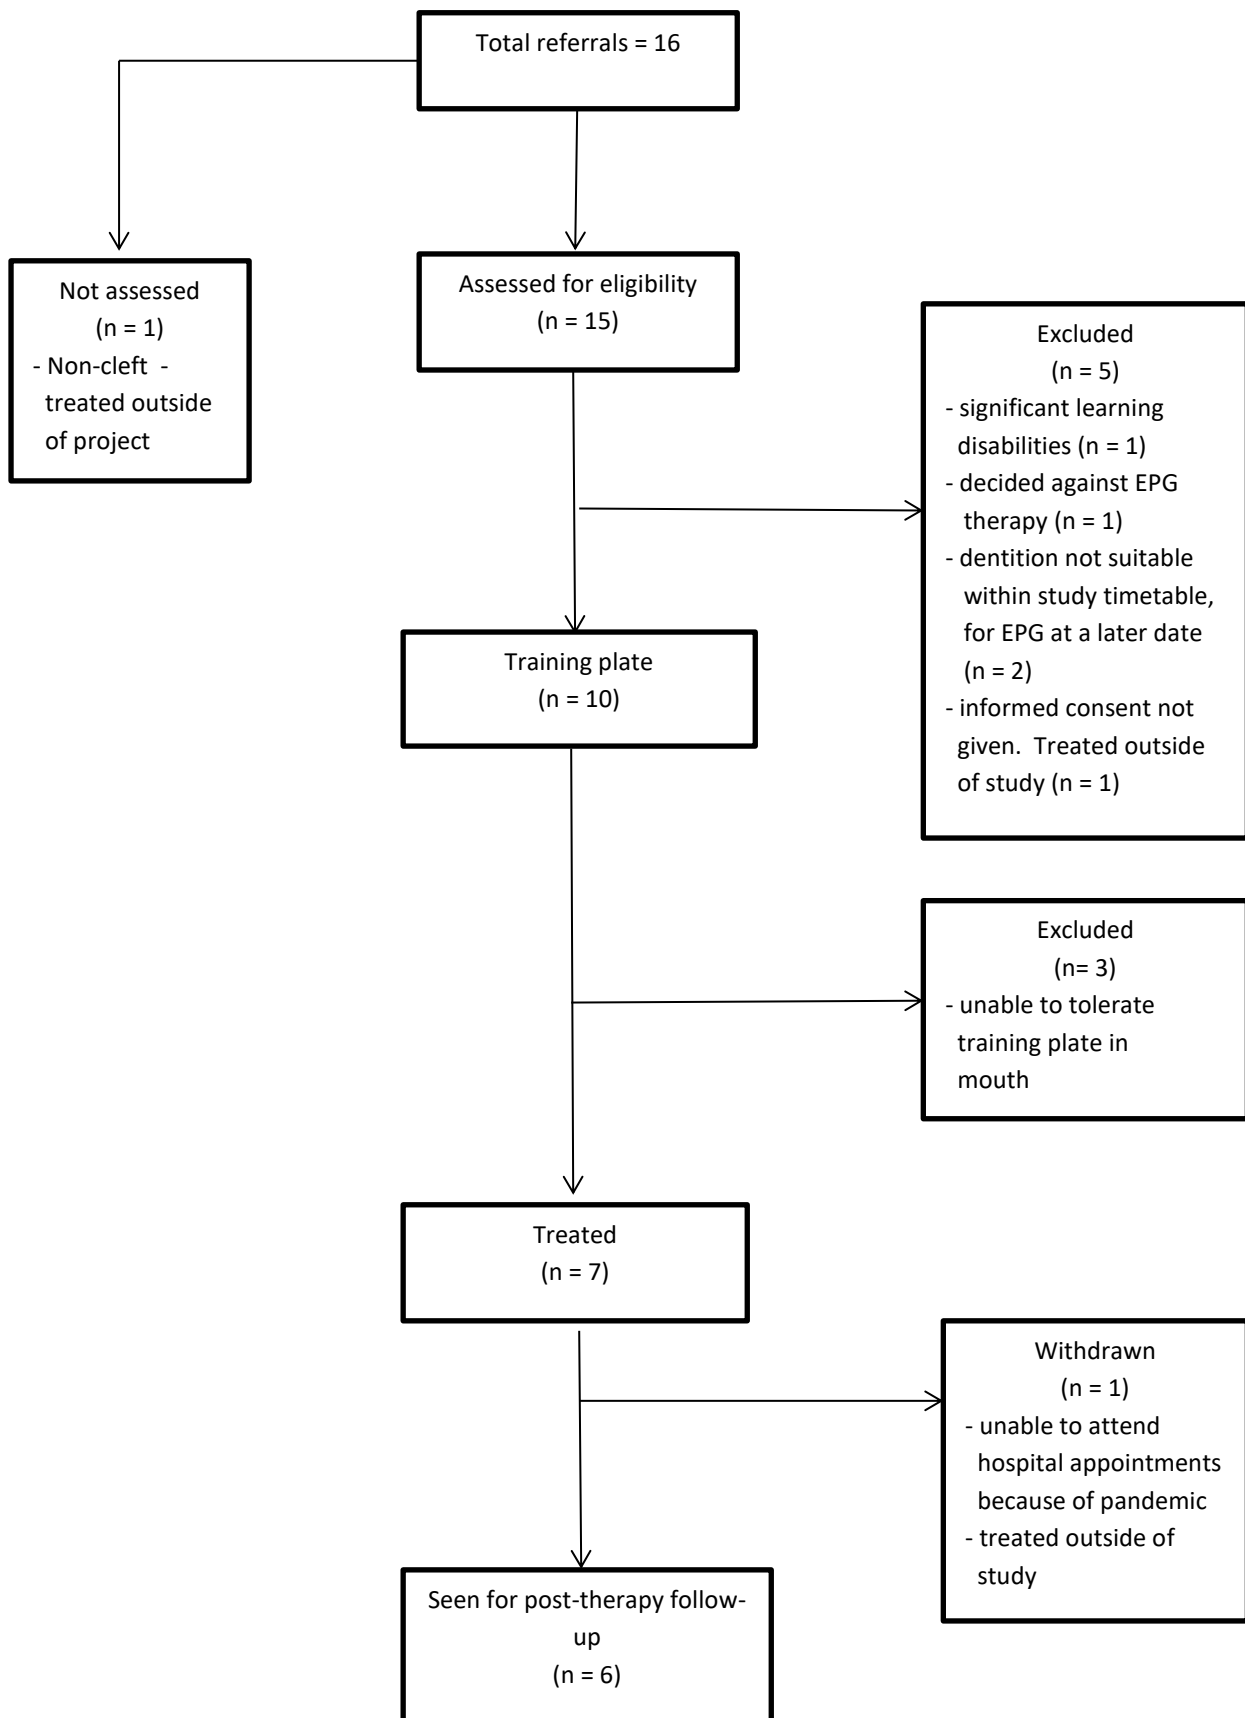 Total referrals = 16
Not assessed
(n = 1)
- Non-cleft  -
treated outside
of project
Assessed for eligibility
(n = 15)
Excluded
(n = 5)
- significant learning
disabilities (n = 1)
- decided against EPG
therapy (n = 1)
- dentition not suitable
within study timetable,
for EPG at a later date
(n = 2)
- informed consent not
given.  Treated outside
of study (n = 1)
Training plate
(n = 10)
Excluded
(n= 3)
- unable to tolerate
training plate in
mouth
Treated
(n = 7)
Withdrawn
(n = 1)
- unable to attend
hospital appointments
because of pandemic
- treated outside of
study
Seen for post-therapy follow-
up
(n = 6)